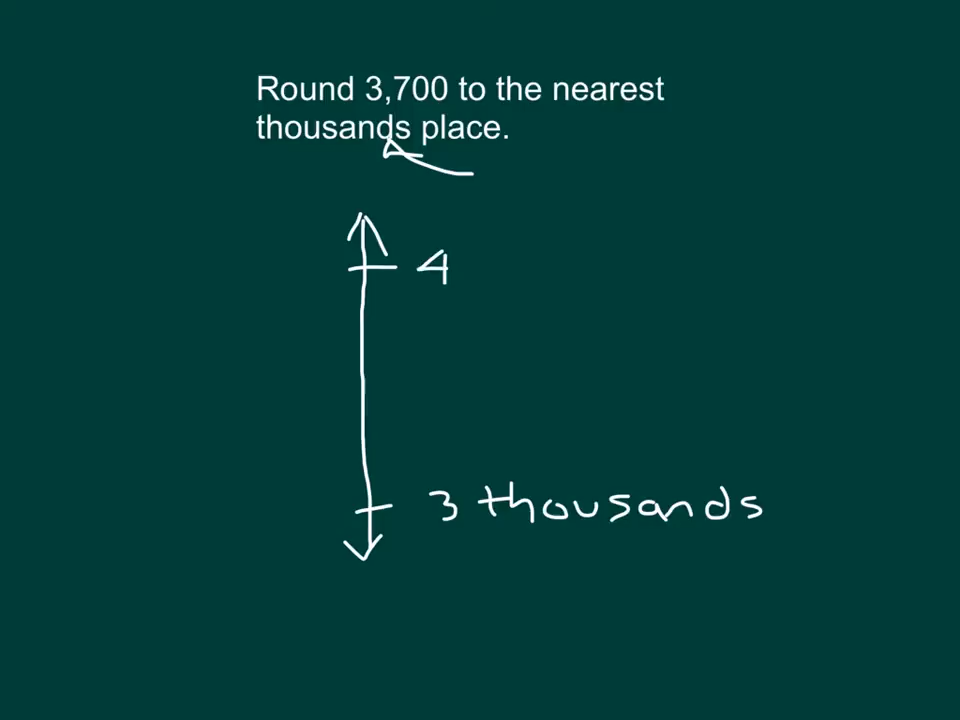 Round 3,700 to the nearest
thousands place.
4
3 thousands